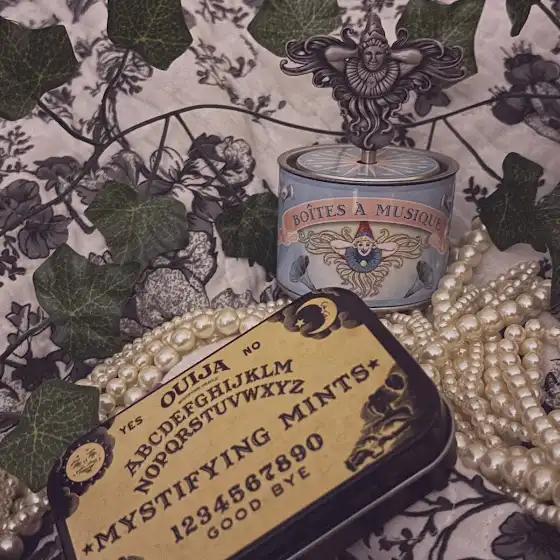 BOÎTES À MUSIQUE
YES OUIJA NO
ABCDEFGHIJKLM
NOPQRSTUVWXYZ
★MYSTIFYING MINTS★
1234567890
GOOD BYE